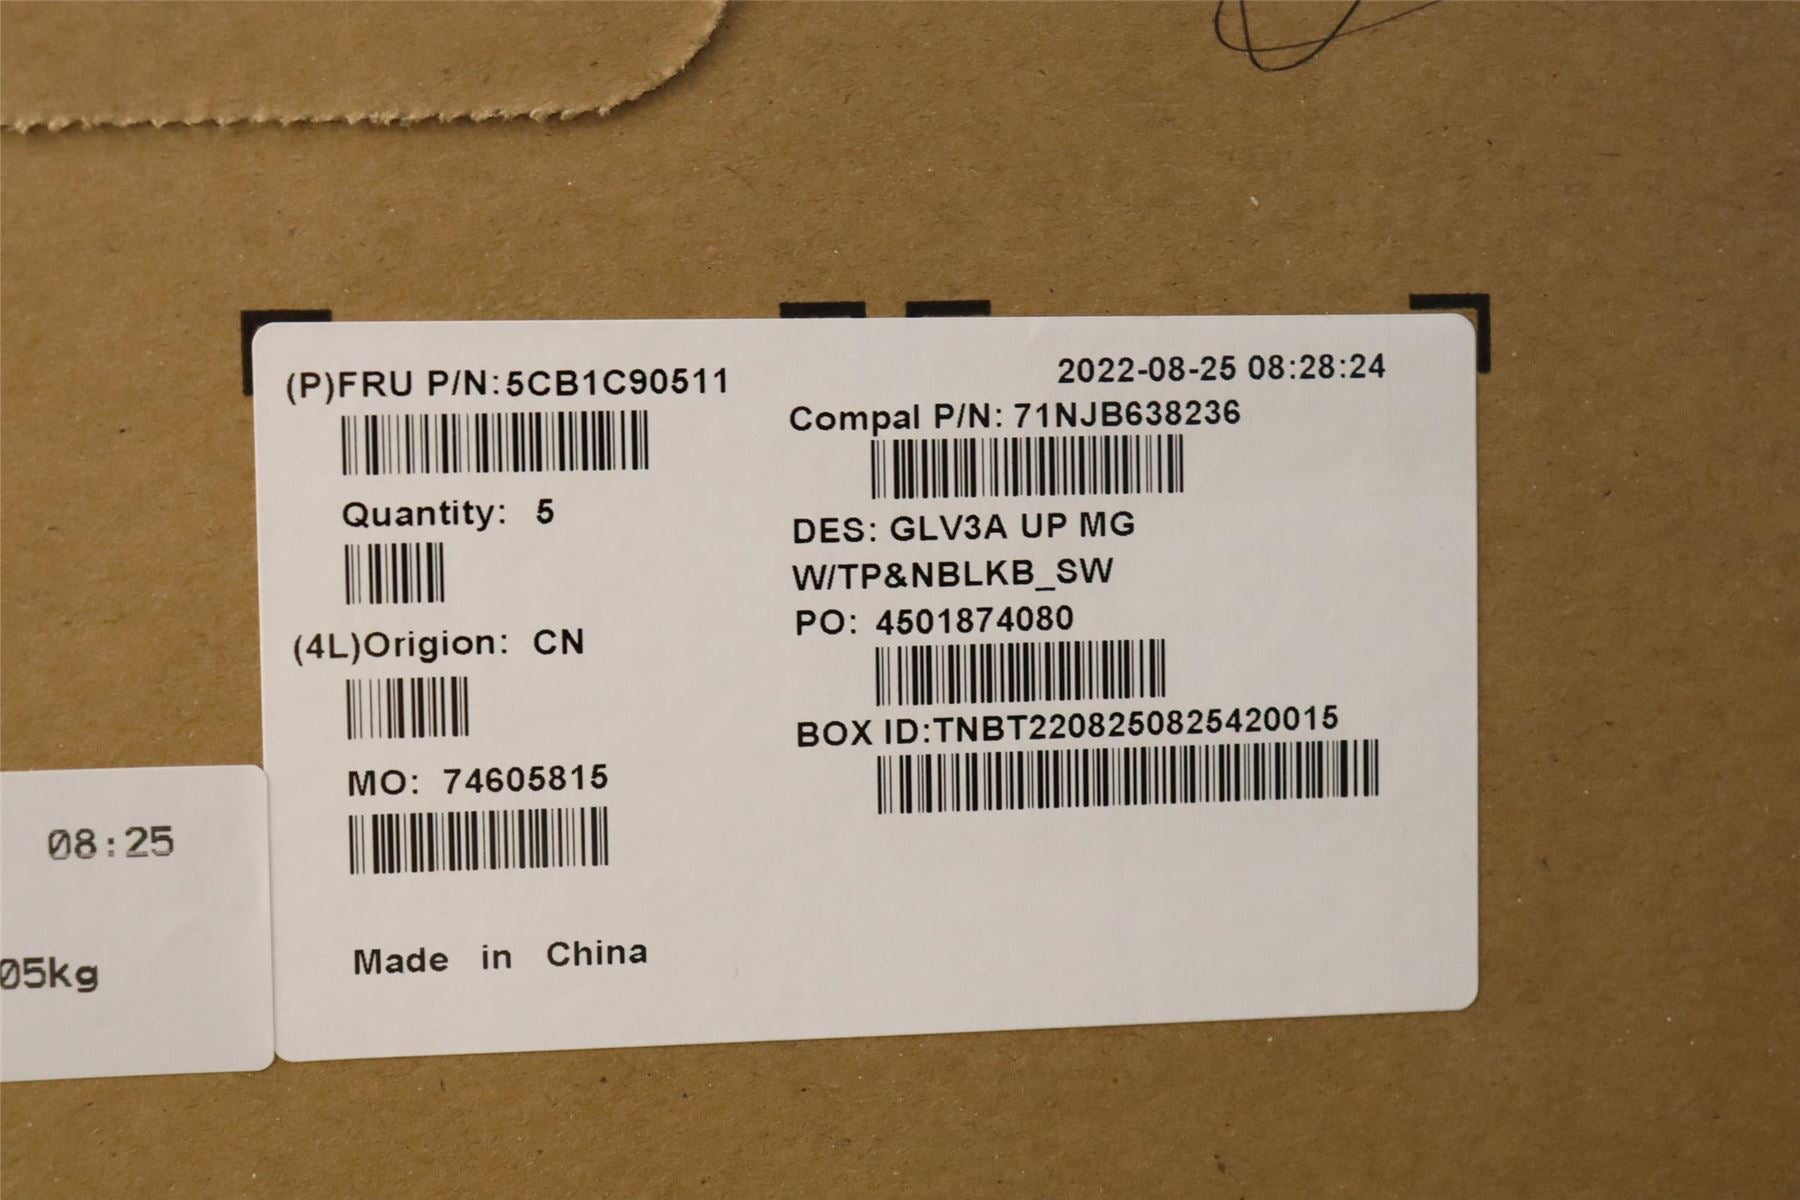 (P)FRU P/N:5CB1C90511
Quantity: 5
(4L)Origion: CN
MO: 74605815
Made in China
2022-08-25 08:28:24
Compal P/N: 71NJB638236
DES: GLV3A UP MG
W/TP&NBLKB_SW
PO: 4501874080
BOX ID:TNBT2208250825420015
08:25
05kg